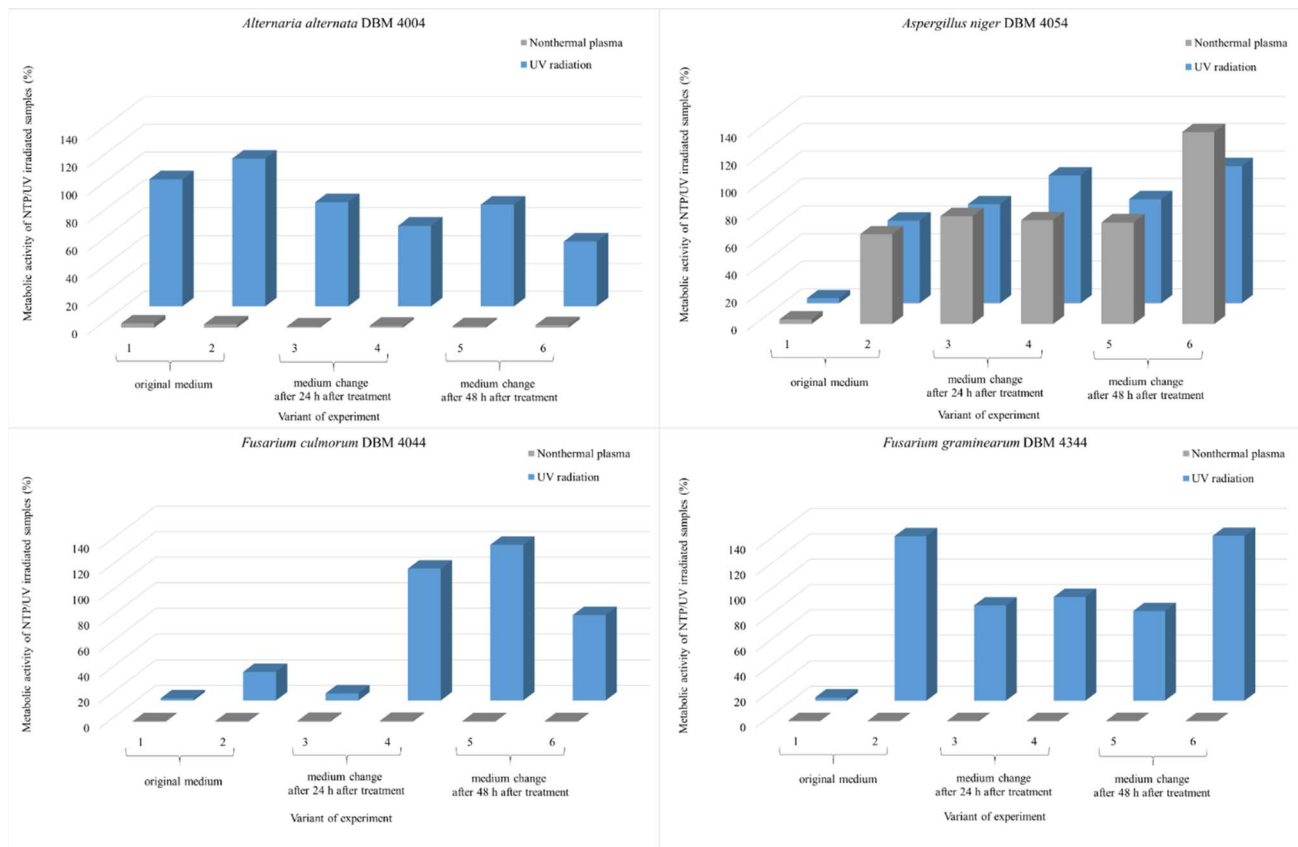 Alternaria alternata DBM 4004
Nonthermal plasma
UV radiation
Metabolic activity of NTP/UV irradiated samples (%)
140
120
100
80
60
40
20
0
1 2 3 4 5 6
original medium
medium change
after 24 h after treatment
medium change
after 48 h after treatment
Variant of experiment
Aspergillus niger DBM 4054
Nonthermal plasma
UV radiation
Metabolic activity of NTP/UV irradiated samples (%)
140
120
100
80
60
40
20
0
1 2 3 4 5 6
original medium
medium change
after 24 h after treatment
medium change
after 48 h after treatment
Variant of experiment
Fusarium culmorum DBM 4044
Nonthermal plasma
UV radiation
Metabolic activity of NTP/UV irradiated samples (%)
140
120
100
80
60
40
20
0
1 2 3 4 5 6
original medium
medium change
after 24 h after treatment
medium change
after 48 h after treatment
Variant of experiment
Fusarium graminearum DBM 4344
Nonthermal plasma
UV radiation
Metabolic activity of NTP/UV irradiated samples (%)
140
120
100
80
60
40
20
0
1 2 3 4 5 6
original medium
medium change
after 24 h after treatment
medium change
after 48 h after treatment
Variant of experiment